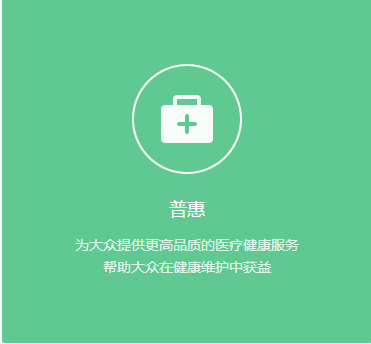 普惠
为大众提供更高品质的医疗健康服务
帮助大众在健康维护中获益